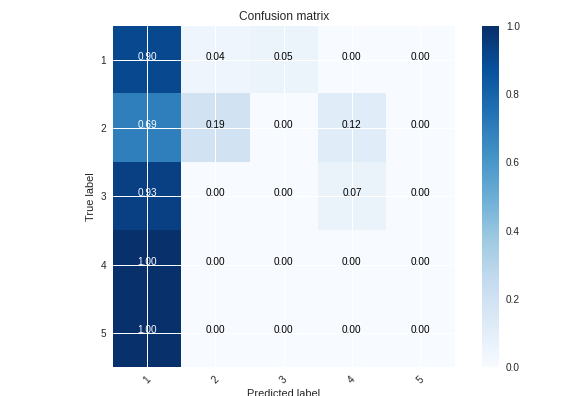 Confusion matrix
1 0.90 0.04 0.05 0.00 0.00
2 0.69 0.19 0.00 0.12 0.00
3 0.93 0.00 0.00 0.07 0.00
4 1.00 0.00 0.00 0.00 0.00
5 1.00 0.00 0.00 0.00 0.00
True label
1 2 3 4 5
Predicted label
1.0
0.8
0.6
0.4
0.2
0.0